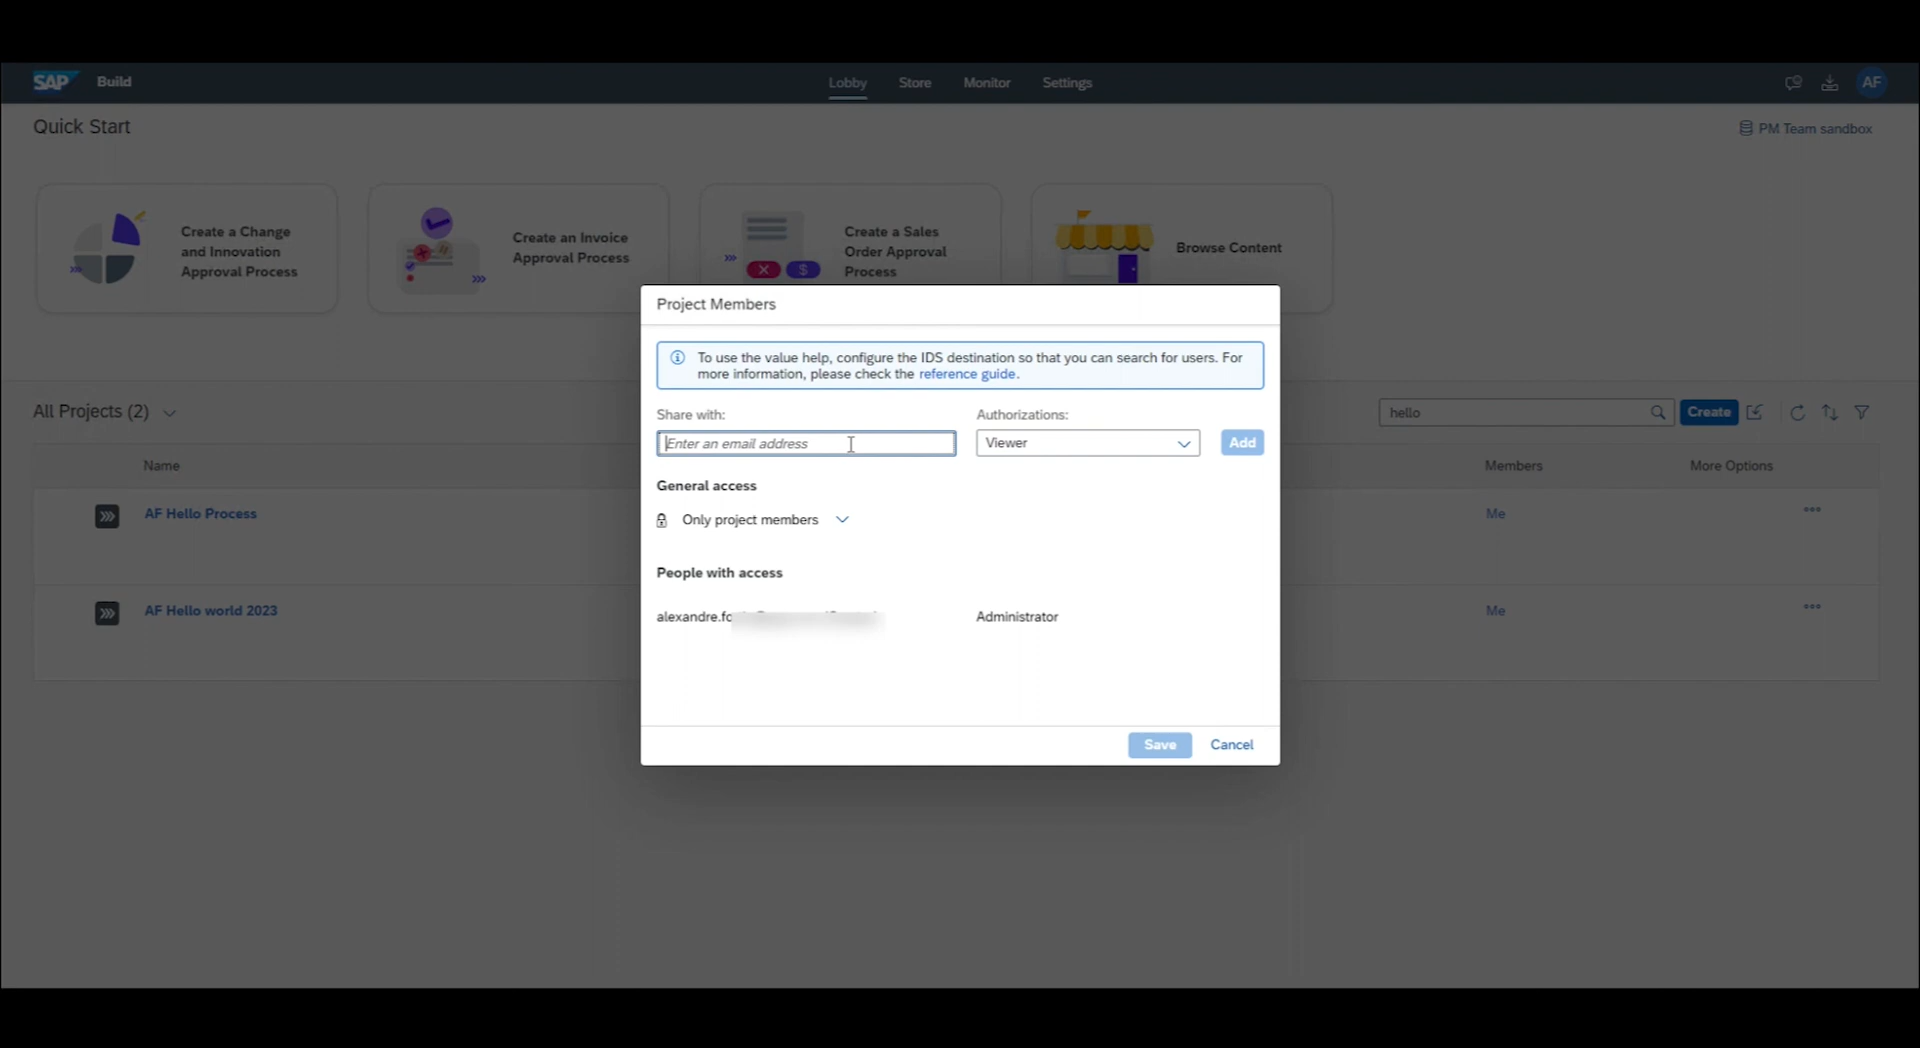 SAP Build
Lobby Store Monitor Settings
AF
Quick Start
PM Team sandbox
Create a Change
and Innovation
Approval Process
Create an Invoice
Approval Process
Create a Sales
Order Approval
Process
Browse Content
Project Members
To use the value help, configure the IDS destination so that you can search for users. For
more information, please check the reference guide.
Share with:
Authorizations:
Enter an email address
Viewer
Add
General access
Only project members
People with access
alexandre.fo
Administrator
Save
Cancel
All Projects (2)
hello
Create
Name
Members
More Options
AF Hello Process
Me
AF Hello world 2023
Me